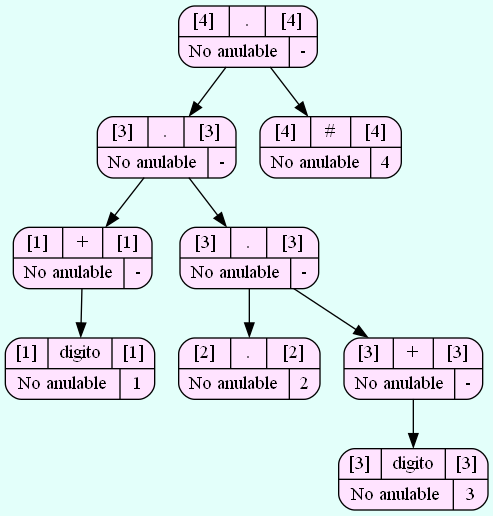 [4] . [4]
No anulable -
[3] . [3]
No anulable -
[4] # [4]
No anulable 4
[1] + [1]
No anulable -
[3] . [3]
No anulable -
[1] digito [1]
No anulable 1
[2] . [2]
No anulable 2
[3] + [3]
No anulable -
[3] digito [3]
No anulable 3